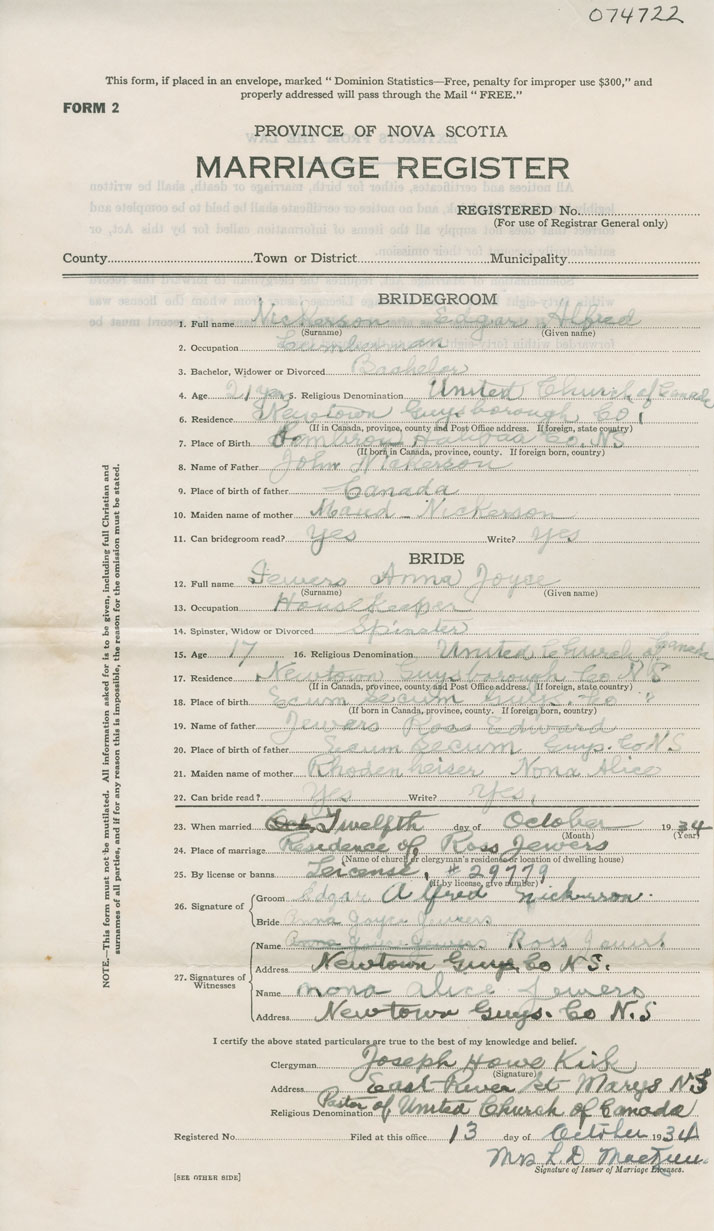 074722
This form, if placed in an envelope, marked " Dominion Statistics—Free, penalty for improper use $300," and
properly addressed will pass through the Mail " FREE."
FORM 2
PROVINCE OF NOVA SCOTIA
MARRIAGE REGISTER
REGISTERED No.
(For use of Registrar General only)
County Town or District Municipality
BRIDEGROOM
1. Full name Nickerson Edgar Alfred
(Surname) (Given name)
2. Occupation Lumberman
3. Bachelor, Widower or Divorced Bachelor
4. Age 21 yrs 5. Religious Denomination United Church of Canada
6. Residence Newtown Guysborough Co.
(If in Canada, province, county and Post Office address. If foreign, state country)
7. Place of Birth Halifax Co. NS
(If born in Canada, province, county. If foreign born, country)
8. Name of Father John Nickerson
9. Place of birth of father Canada
10. Maiden name of mother Maud Nickerson
11. Can bridegroom read? Yes Write? yes
BRIDE
12. Full name Jewers Anna Joyce
(Surname) (Given name)
13. Occupation Housekeeper
14. Spinster, Widow or Divorced Spinster
15. Age 17 16. Religious Denomination United Church of Canada
17. Residence Newtown Guysborough Co N.S
(If in Canada, province, county and Post Office address. If foreign, state country)
18. Place of birth Ecum Secum Guys. Co "
(If born in Canada, province, county. If foreign born, country)
19. Name of father Jewers Ross Edward
20. Place of birth of father Ecum Secum Guys. Co N.S
21. Maiden name of mother Rhodenheiser Nona Alice
22. Can bride read? Yes Write? Yes.
23. When married Oct. Twelfth day of October 1934
(Month) (Year)
24. Place of marriage Residence of Ross Jewers
(Name of church or clergyman's residence or location of dwelling house)
25. By license or banns License, # 29779
(If by license, give number)
26. Signature of
Groom Edgar Alfred Nickerson.
Bride Anna Joyce Jewers
27. Signatures of Witnesses
Name Anna Joyce Jewers Ross Jewers
Address Newtown Guys. Co N.S.
Name Nona Alice Jewers
Address Newtown Guys. Co N.S
I certify the above stated particulars are true to the best of my knowledge and belief.
Clergyman Joseph Howe Kirk
(Signature)
Address East River St Marys N.S
Religious Denomination Pastor of United Church of Canada
Registered No. Filed at this office 13 day of October 1934
Mrs L. D.
Signature of Issuer of Marriage Licenses.
[SEE OTHER SIDE]
NOTE.—This form must not be mutilated. All information asked for is to be given, including full Christian and
surnames of all parties, and if for any reason this is impossible, the reason for the omission must be stated.